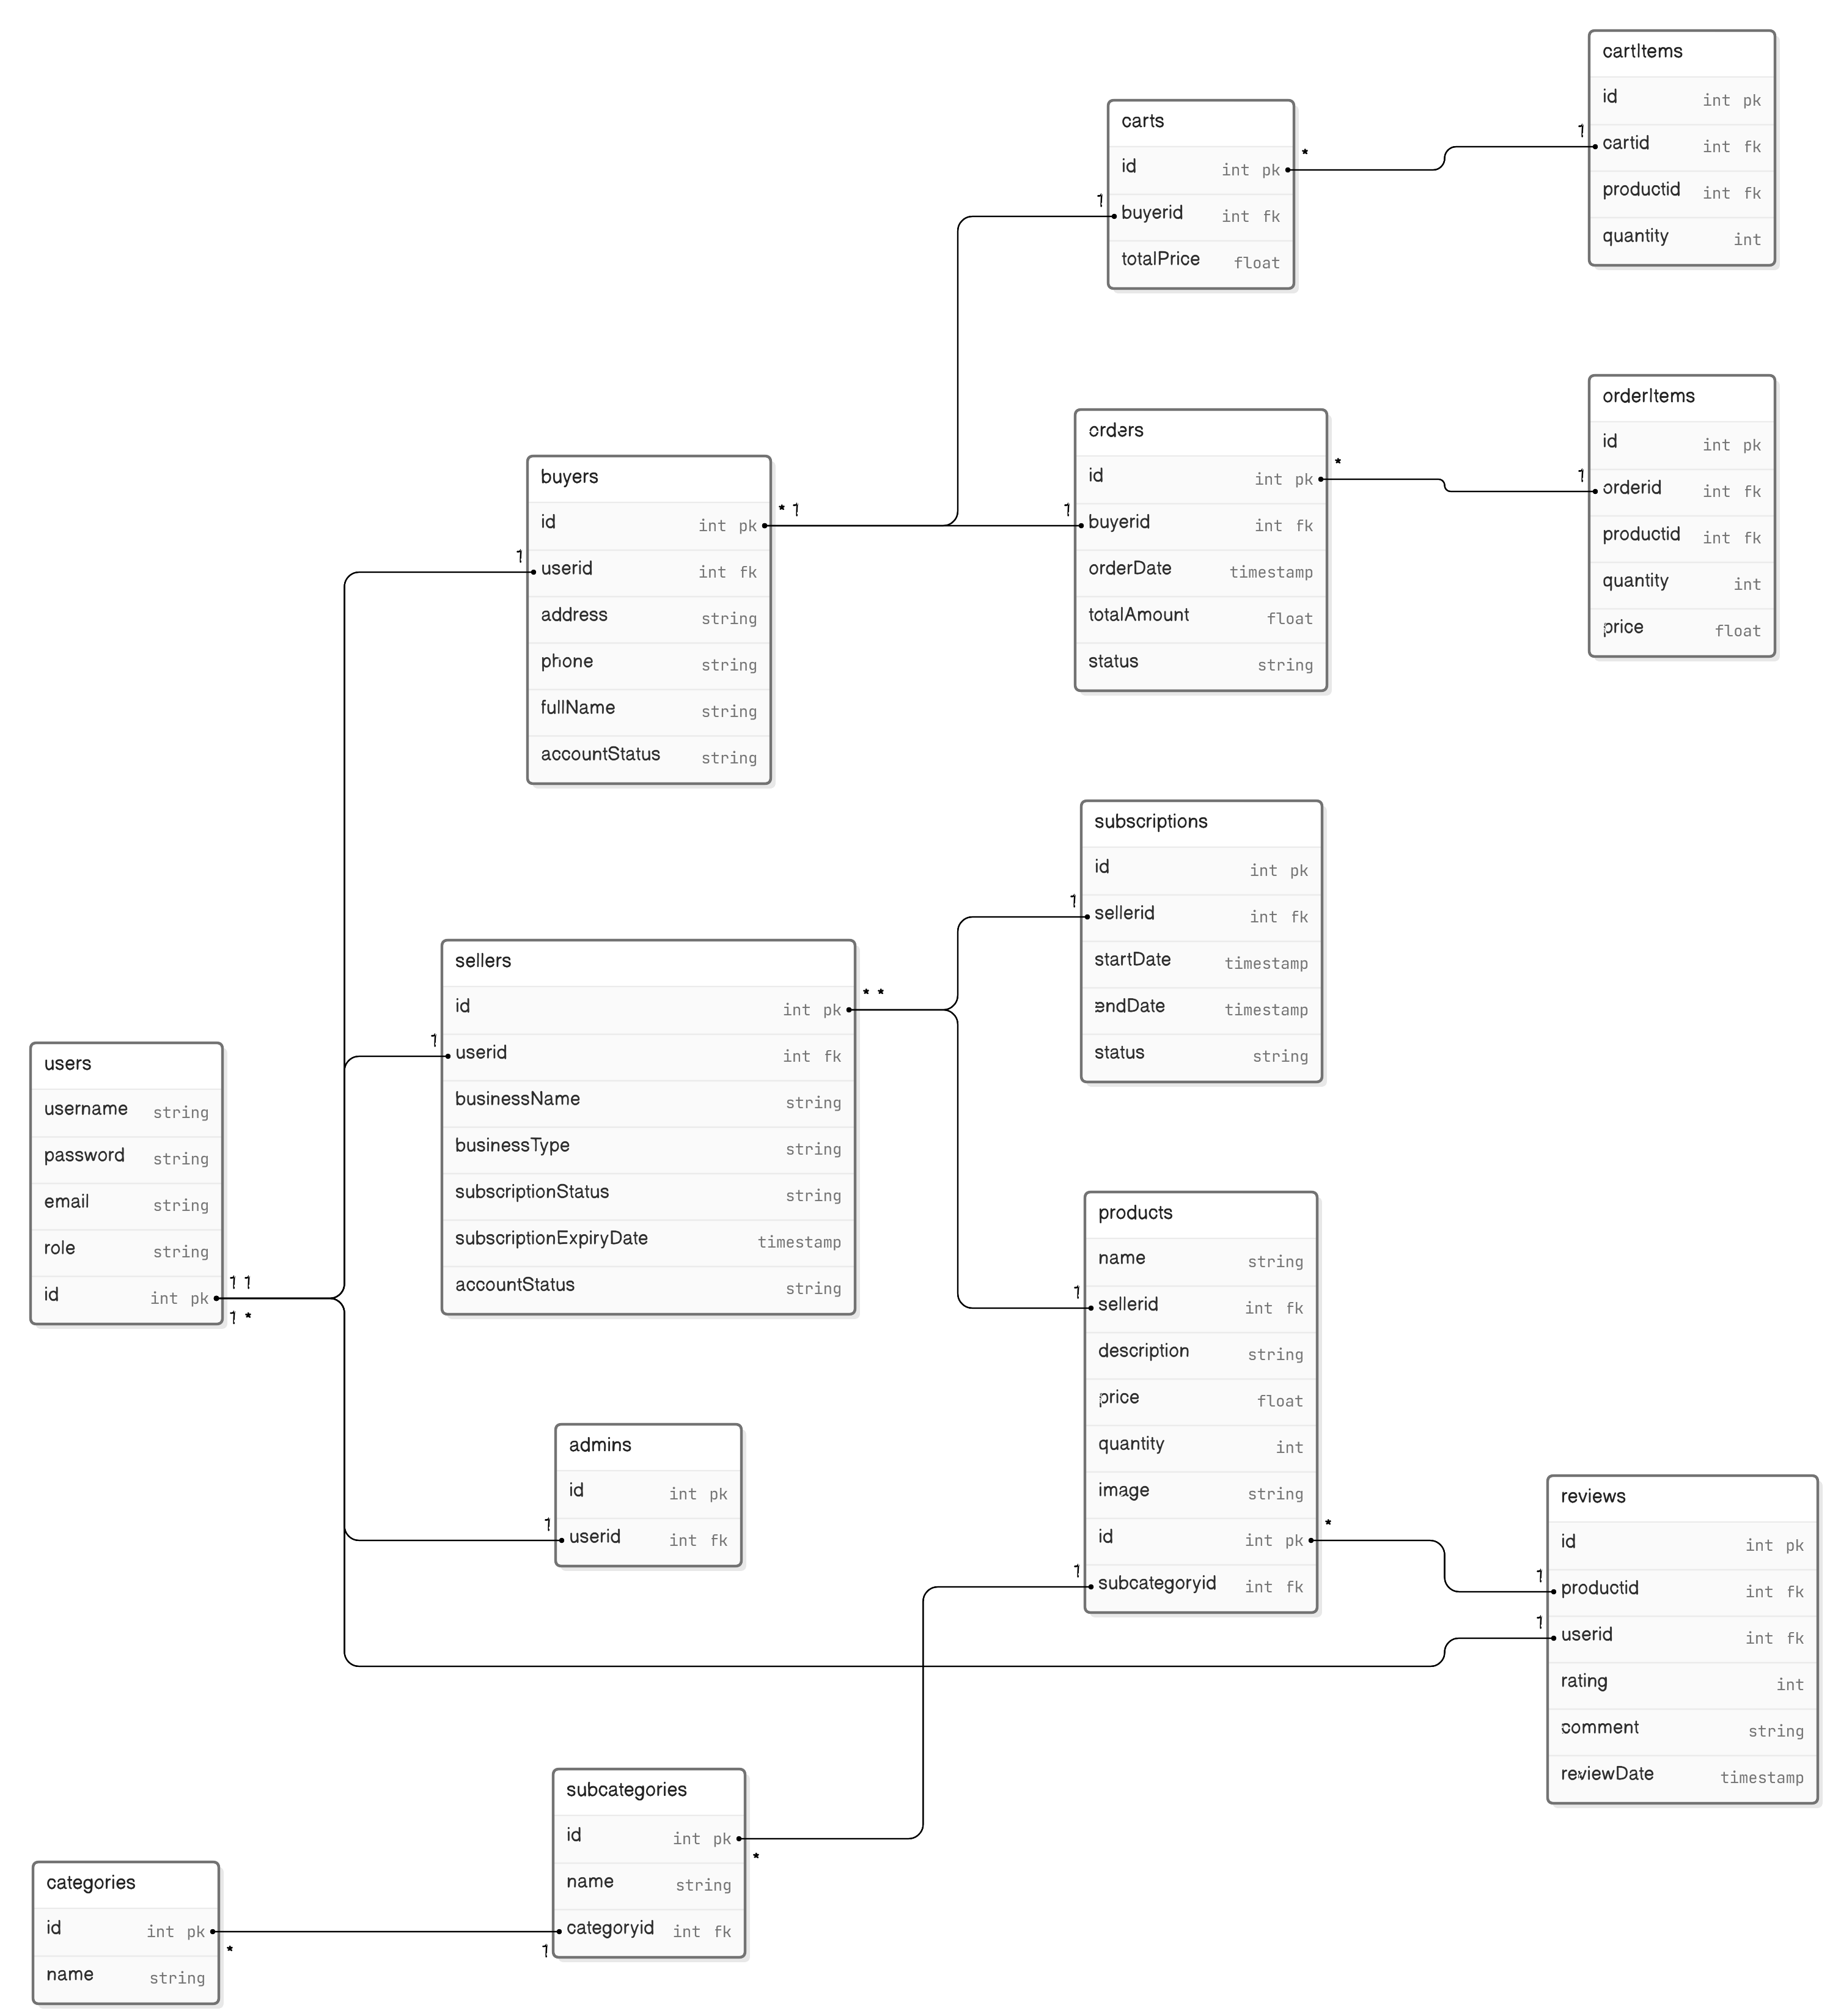 cartItems
id int pk
1
cartid int fk
productid int fk
quantity int
carts
id int pk
*
1
buyerid int fk
totalPrice float
orderItems
id int pk
1
orderid int fk
productid int fk
quantity int
price float
orders
id int pk
*
1
buyerid int fk
orderDate timestamp
totalAmount float
status string
buyers
id int pk
* 1
1
userid int fk
address string
phone string
fullName string
accountStatus string
subscriptions
id int pk
1
sellerid int fk
startDate timestamp
endDate timestamp
status string
sellers
id int pk
* *
1
userid int fk
businessName string
businessType string
subscriptionStatus string
subscriptionExpiryDate timestamp
accountStatus string
users
username string
password string
email string
role string
id int pk
1 1
1 *
products
name string
1
sellerid int fk
description string
price float
quantity int
image string
id int pk
*
1
subcategoryid int fk
admins
id int pk
1
userid int fk
reviews
id int pk
1
productid int fk
1
userid int fk
rating int
comment string
reviewDate timestamp
subcategories
id int pk
*
name string
categoryid int fk
1
categories
id int pk
*
name string